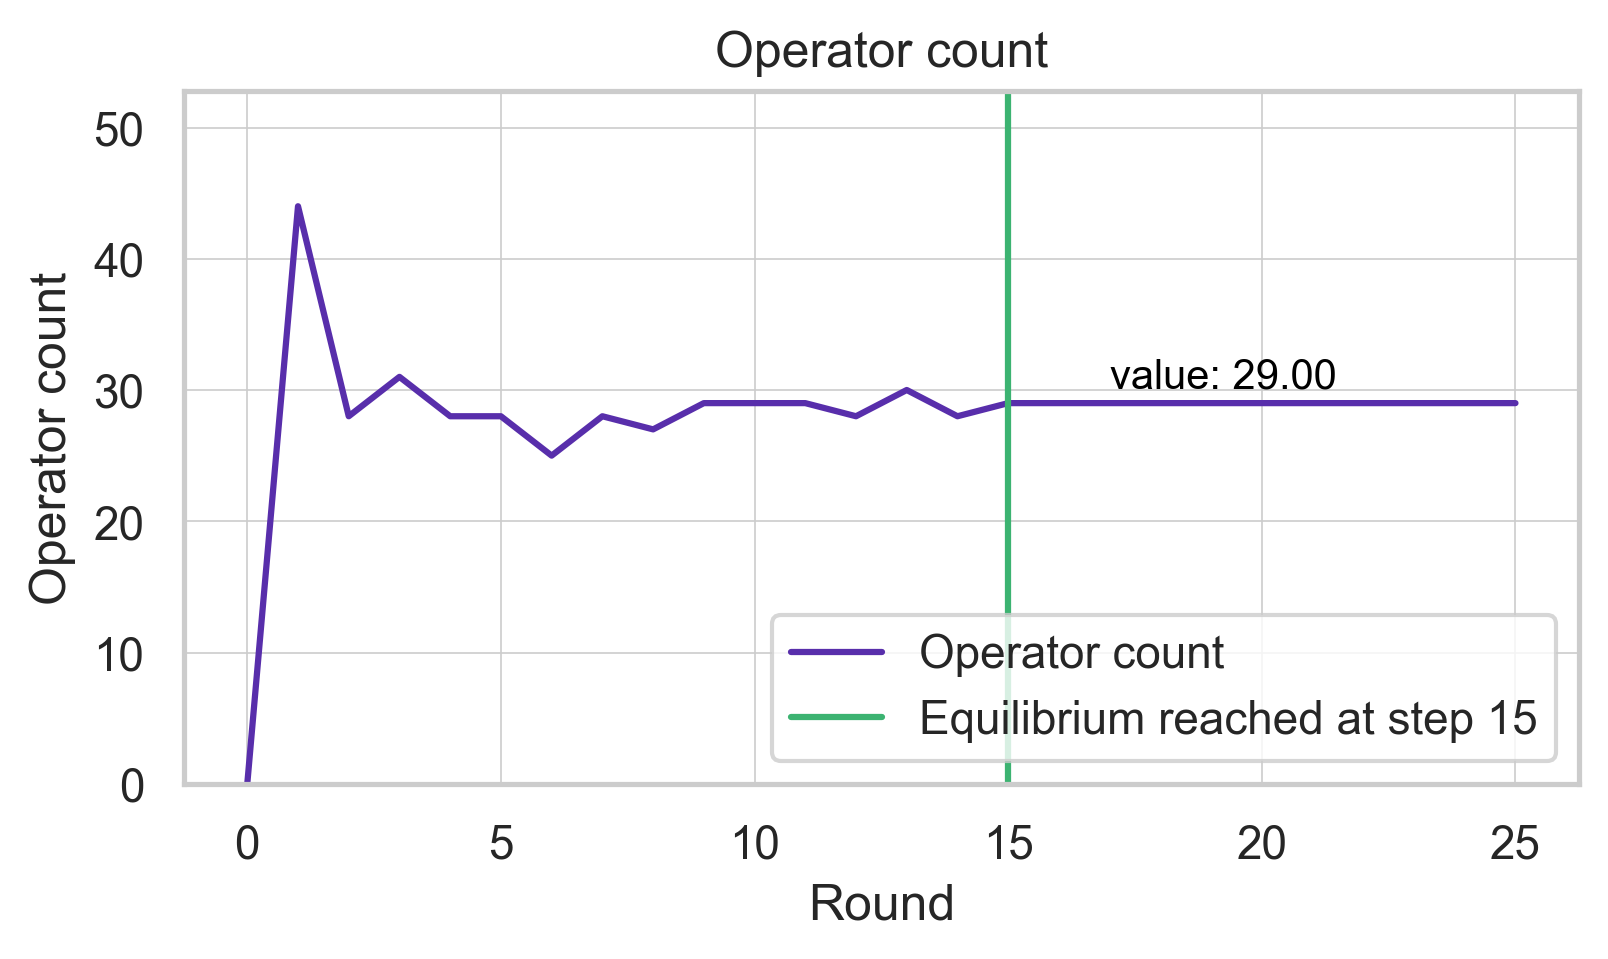 Operator count
Operator count
50
40
30
20
10
0
value: 29.00
Operator count
Equilibrium reached at step 15
0 5 10 15 20 25
Round